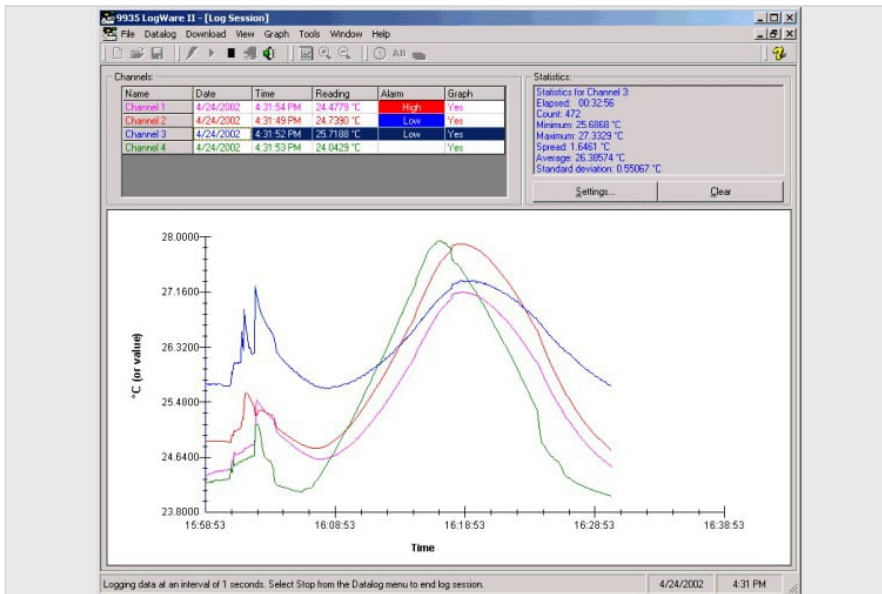 9935 LogWare II - [Log Session]
File Datalog Download View Graph Tools Window Help
AB
Channels:
Name Date Time Reading Alarm Graph
Channel 1 4/24/2002 4:31:54 PM 24.4779 °C High Yes
Channel 2 4/24/2002 4:31:49 PM 24.7390 °C Low Yes
Channel 3 4/24/2002 4:31:52 PM 25.7188 °C Low Yes
Channel 4 4/24/2002 4:31:53 PM 24.0429 °C Yes
Statistics:
Statistics for Channel 3:
Elapsed: 00:32:56
Count: 472
Minimum: 25.6868 °C
Maximum: 27.3329 °C
Spread: 1.6461 °C
Average: 26.38574 °C
Standard deviation: 0.55067 °C
Settings... Clear
28.0000
27.1600
26.3200
25.4800
24.6400
23.8000
°C (or value)
15:58:53 16:08:53 16:18:53 16:28:53 16:38:53
Time
Logging data at an interval of 1 seconds. Select Stop from the Datalog menu to end log session. 4/24/2002 4:31 PM